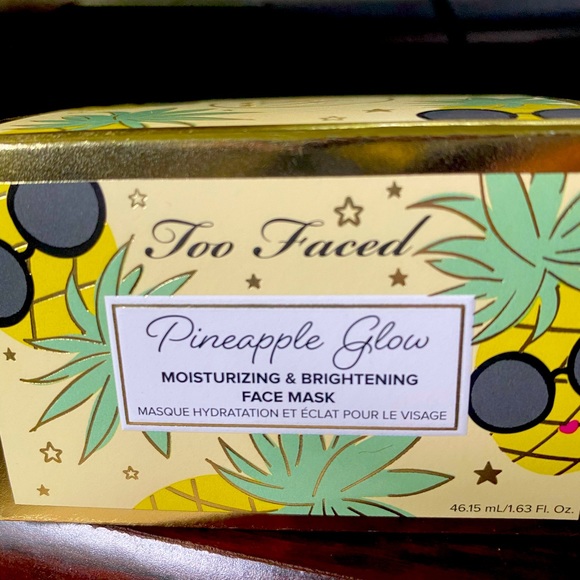 Too Faced
Pineapple Glow
MOISTURIZING & BRIGHTENING
FACE MASK
MASQUE HYDRATATION ET ÉCLAT POUR LE VISAGE
46.15 mL/1.63 Fl. Oz.